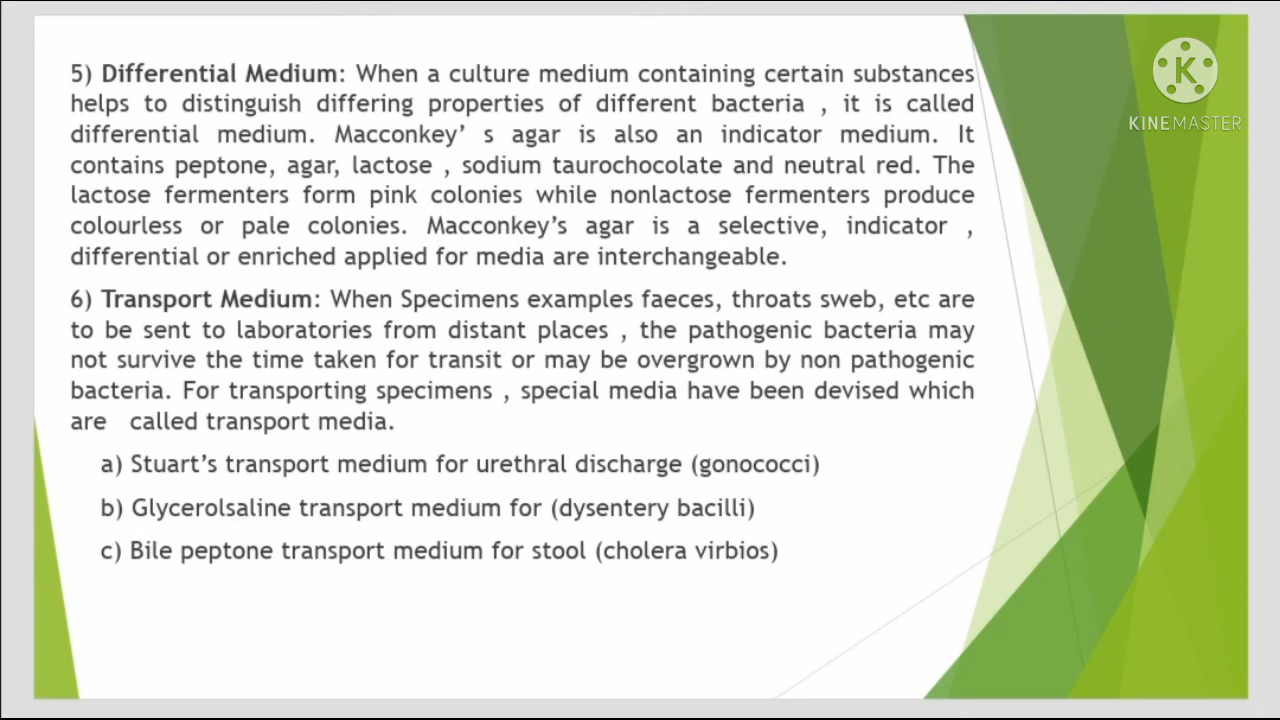 5) Differential Medium: When a culture medium containing certain substances
helps to distinguish differing properties of different bacteria , it is called
differential medium. Macconkey' s agar is also an indicator medium. It
contains peptone, agar, lactose , sodium taurochocolate and neutral red. The
lactose fermenters form pink colonies while nonlactose fermenters produce
colourless or pale colonies. Macconkey's agar is a selective, indicator ,
differential or enriched applied for media are interchangeable.
6) Transport Medium: When Specimens examples faeces, throats sweb, etc are
to be sent to laboratories from distant places , the pathogenic bacteria may
not survive the time taken for transit or may be overgrown by non pathogenic
bacteria. For transporting specimens , special media have been devised which
are called transport media.
a) Stuart's transport medium for urethral discharge (gonococci)
b) Glycerolsaline transport medium for (dysentery bacilli)
c) Bile peptone transport medium for stool (cholera virbios)
K
KINEMASTER